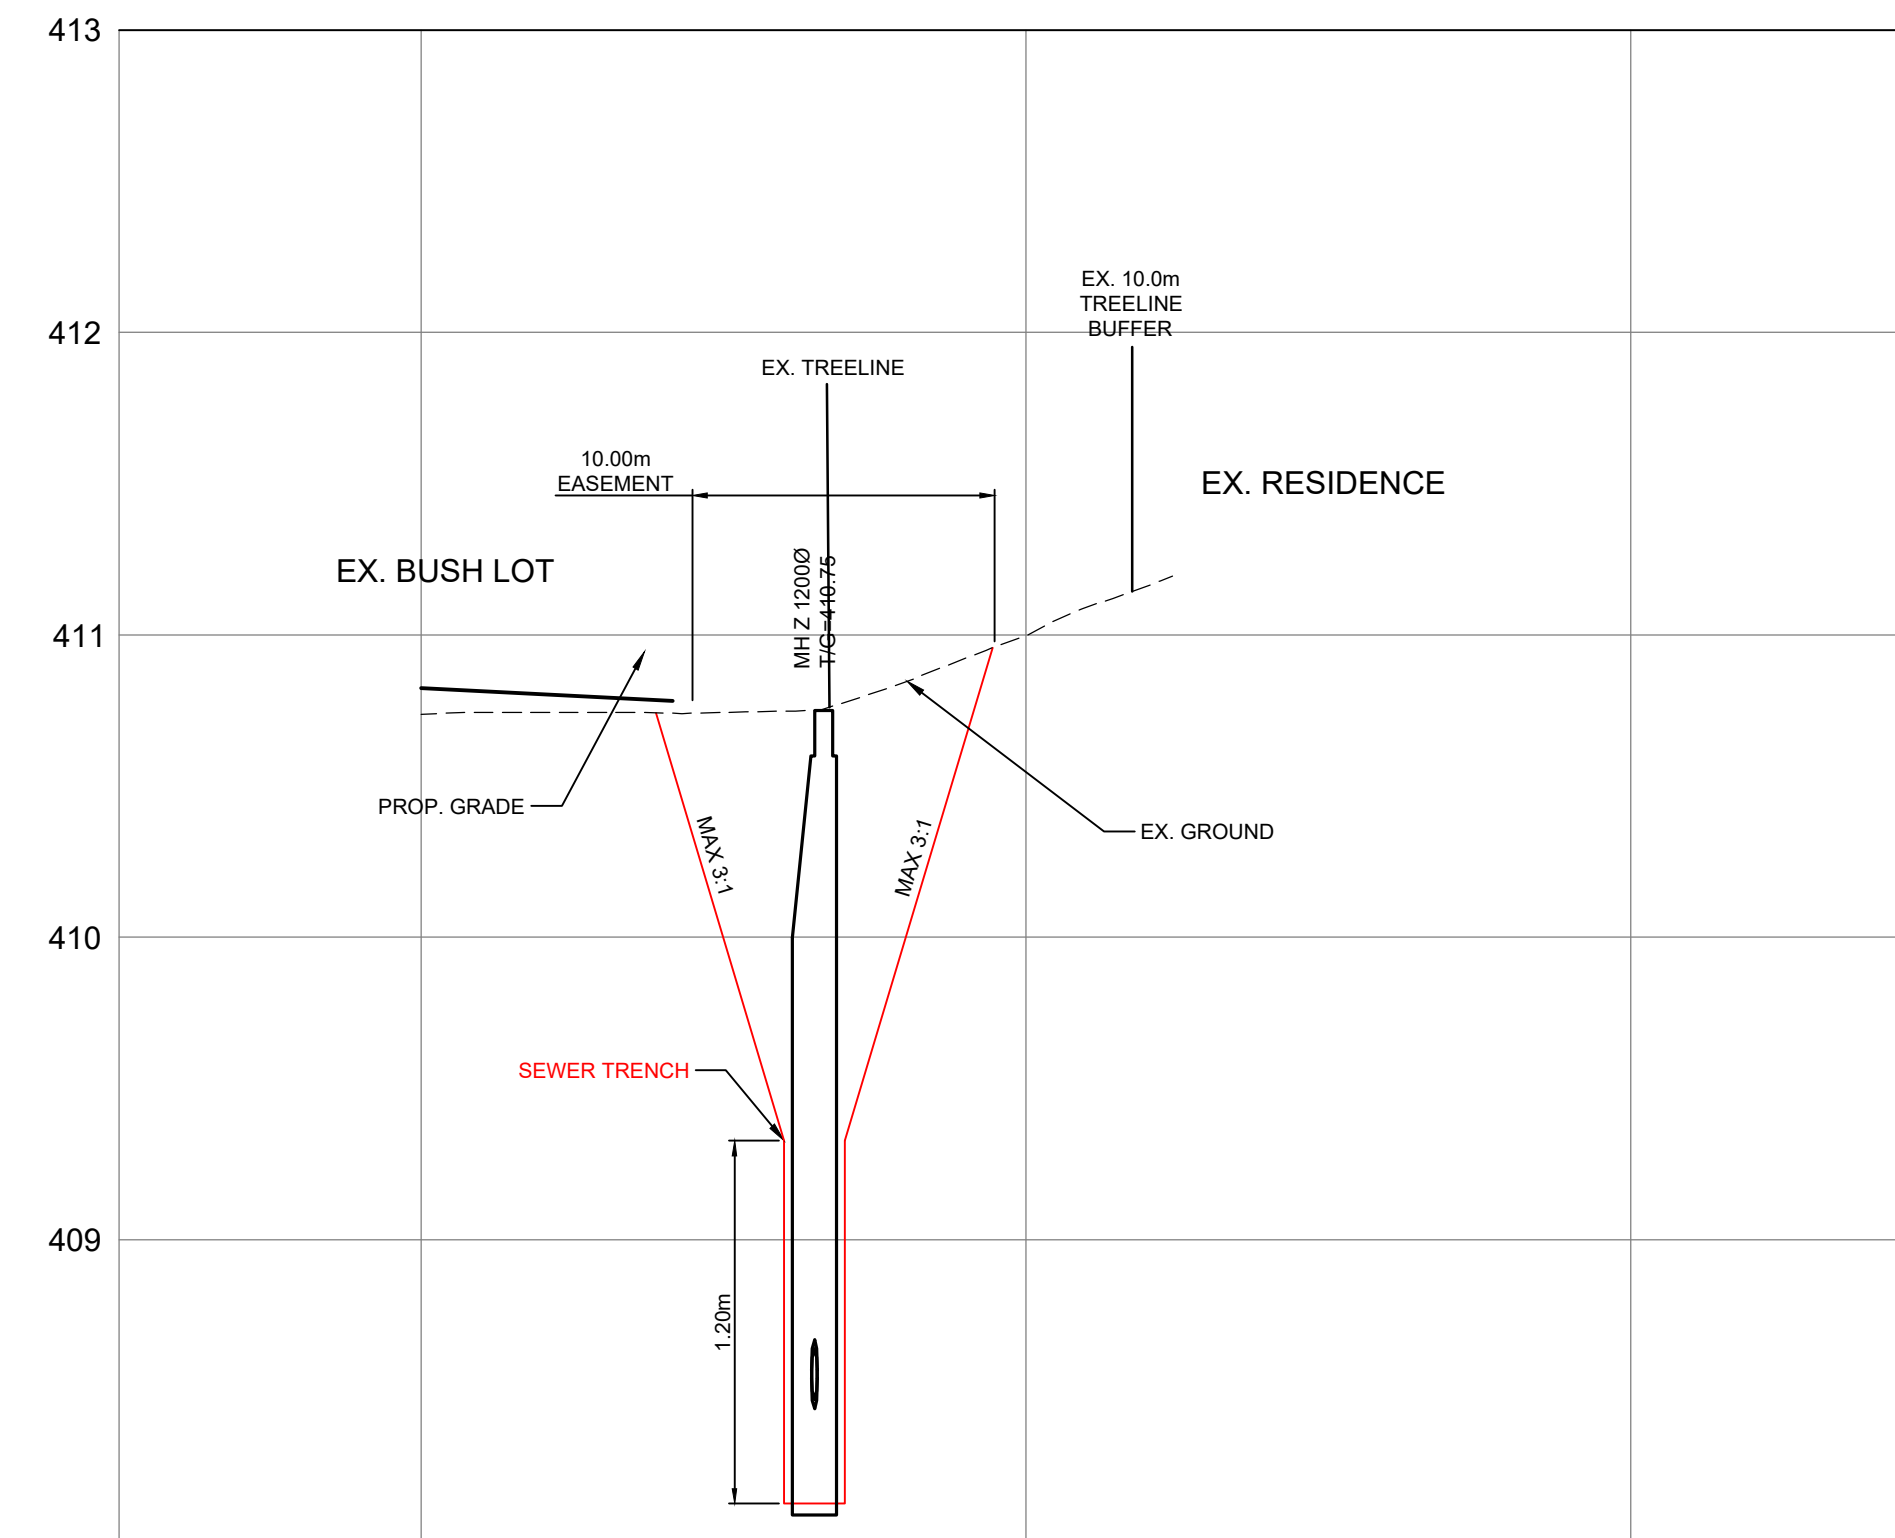 413
EX. 10.0m
TREELINE
BUFFER
412
EX. TREELINE
10.00m
EASEMENT
EX. RESIDENCE
EX. BUSH LOT
MH Z 1200Ø
T/G=410.75
411
PROP. GRADE
EX. GROUND
MAX 3:1
MAX 3:1
410
SEWER TRENCH
409
1.20m